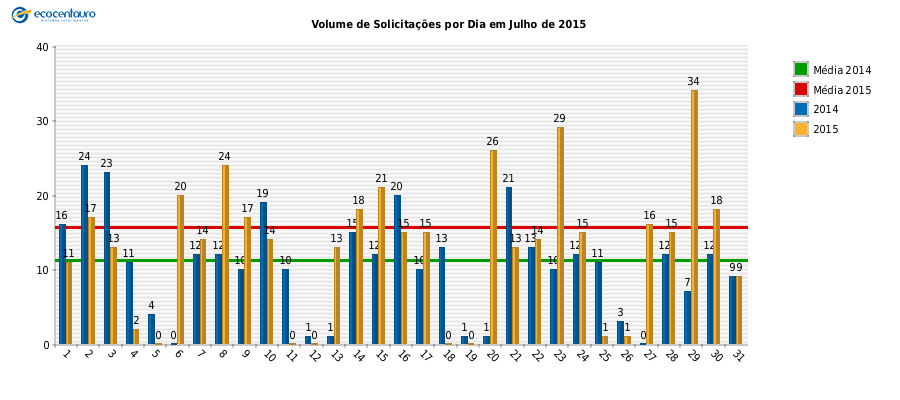 ecocentauro
Volume de Solicitações por Dia em Julho de 2015
40
30
20
10
0
16 11 24 17 23 13 11 2 4 0 0 20 12 14 12 24 10 17 19 14 10 0 1 0 1 13 15 18 12 21 20 15 10 15 13 0 1 0 1 26 21 13 13 14 10 29 12 15 11 1 3 1 0 16 12 15 7 34 12 18 9 9
1 2 3 4 5 6 7 8 9 10 11 12 13 14 15 16 17 18 19 20 21 22 23 24 25 26 27 28 29 30 31
Média 2014
Média 2015
2014
2015